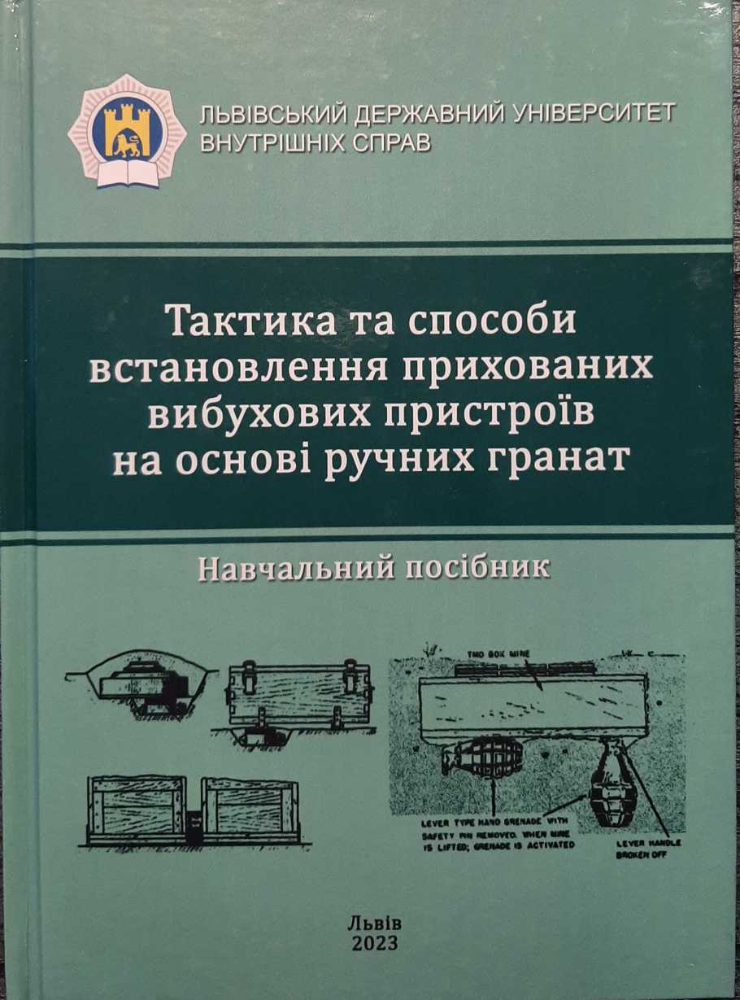 ЛЬВІВСЬКИЙ ДЕРЖАВНИЙ УНІВЕРСИТЕТ
ВНУТРІШНІХ СПРАВ
Тактика та способи
встановлення прихованих
вибухових пристроїв
на основі ручних гранат
Навчальний посібник
TMD BOX MINE
LEVER TYPE HAND GRENADE WITH
SAFETY PIN REMOVED. WHEN MINE
IS LIFTED; GRENADE IS ACTIVATED
LEVER HANDLE
BROKEN OFF
Львів
2023